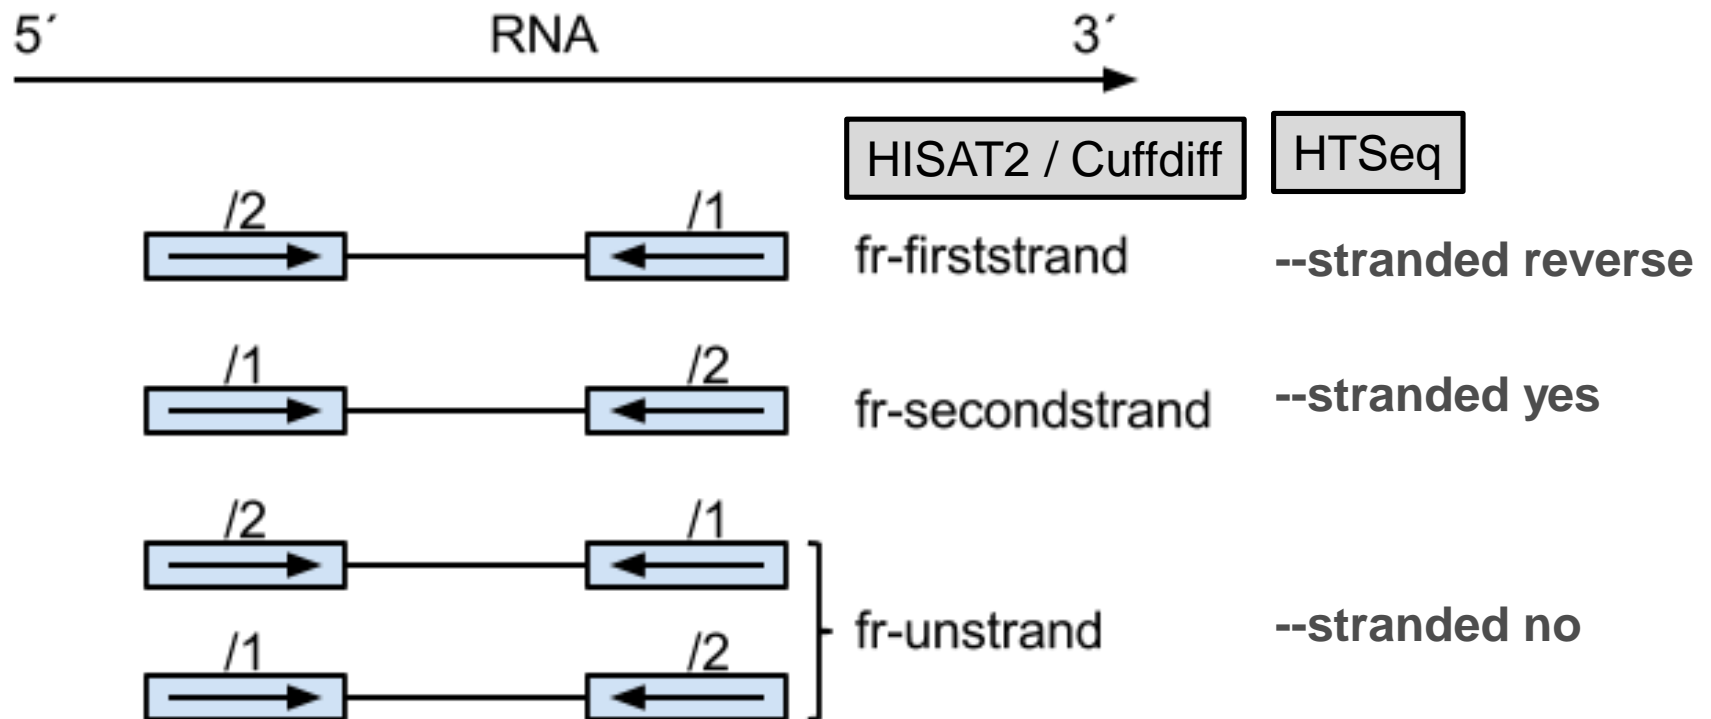 5´ RNA 3´
HISAT2 / Cuffdiff HTSeq
/2 /1
fr-firststrand --stranded reverse
/1 /2
fr-secondstrand --stranded yes
/2 /1
fr-unstrand --stranded no
/1 /2